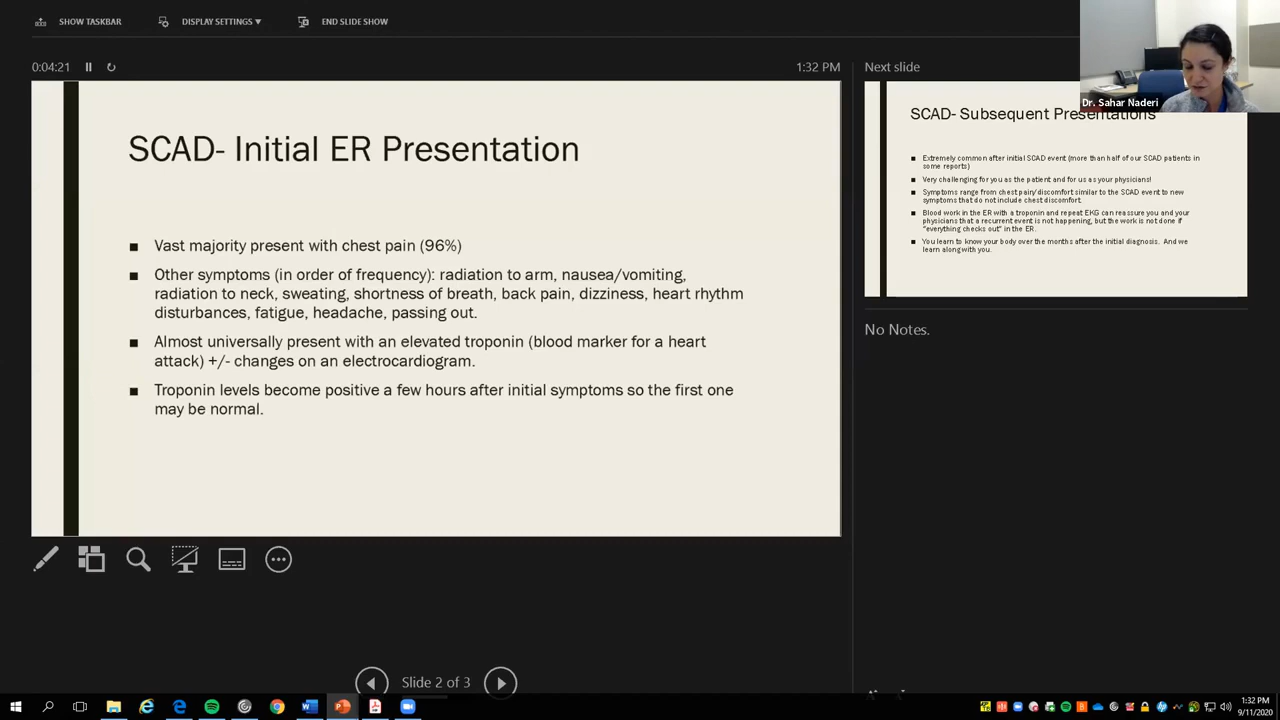 SHOW TASKBAR
DISPLAY SETTINGS ▾
END SLIDE SHOW
0:04:21
1:32 PM
SCAD- Initial ER Presentation
■ Vast majority present with chest pain (96%)
■ Other symptoms (in order of frequency): radiation to arm, nausea/vomiting,
radiation to neck, sweating, shortness of breath, back pain, dizziness, heart rhythm
disturbances, fatigue, headache, passing out.
■ Almost universally present with an elevated troponin (blood marker for a heart
attack) +/- changes on an electrocardiogram.
■ Troponin levels become positive a few hours after initial symptoms so the first one
may be normal.
Slide 2 of 3
Next slide
Dr. Sahar Naderi
SCAD- Subsequent Presentations
■ Extremely common after initial SCAD event (more than half of our SCAD patients in
some reports)
■ Very challenging for you as the patient and for us as your physicians!
■ Symptoms range from chest pain/discomfort similar to the SCAD event to new
symptoms that do not include chest discomfort.
■ Blood work in the ER with a troponin and repeat EKG can reassure you and your
physicians that a recurrent event is not happening, but the work is not done if
"everything checks out" in the ER.
■ You learn to know your body over the months after the initial diagnosis. And we
learn along with you.
No Notes.
1:32 PM
9/11/2020